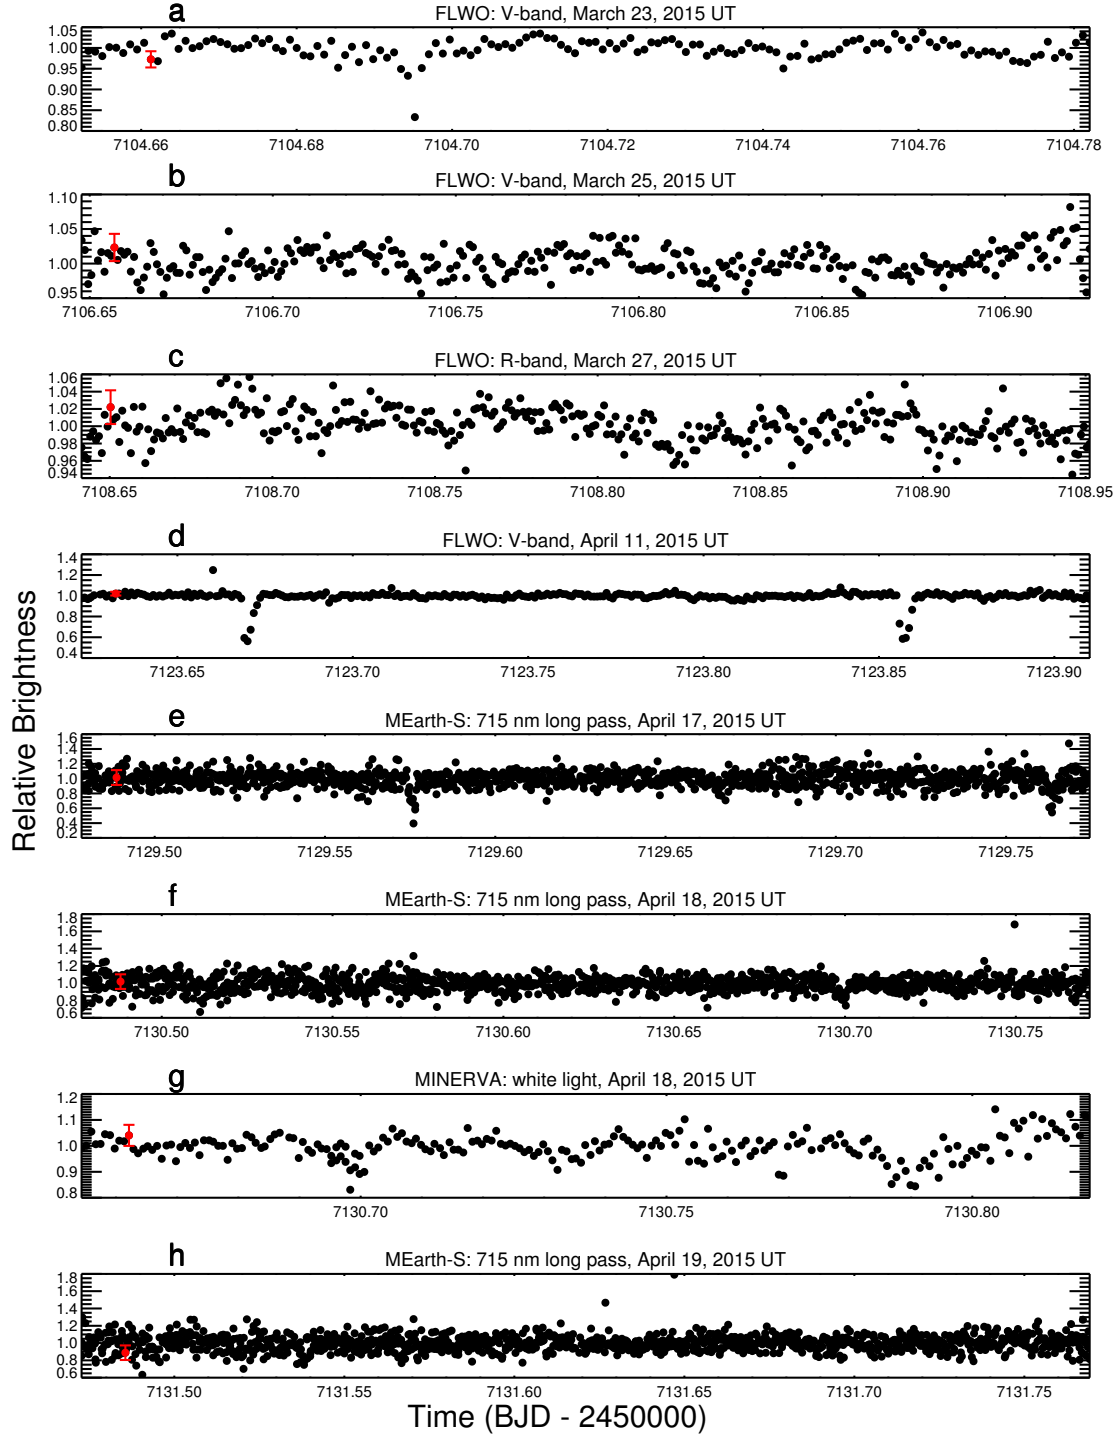 a
FLWO: V-band, March 23, 2015 UT
1.05
1.00
0.95
0.90
0.85
0.80
7104.66 7104.68 7104.70 7104.72 7104.74 7104.76 7104.78
b
FLWO: V-band, March 25, 2015 UT
1.10
1.05
1.00
0.95
7106.65 7106.70 7106.75 7106.80 7106.85 7106.90
c
FLWO: R-band, March 27, 2015 UT
1.06
1.04
1.02
1.00
0.98
0.96
0.94
7108.65 7108.70 7108.75 7108.80 7108.85 7108.90 7108.95
d
FLWO: V-band, April 11, 2015 UT
1.4
1.2
1.0
0.8
0.6
0.4
7123.65 7123.70 7123.75 7123.80 7123.85 7123.90
e
MEarth-S: 715 nm long pass, April 17, 2015 UT
1.6
1.4
1.2
1.0
0.8
0.6
0.4
0.2
7129.50 7129.55 7129.60 7129.65 7129.70 7129.75
f
MEarth-S: 715 nm long pass, April 18, 2015 UT
1.8
1.6
1.4
1.2
1.0
0.8
0.6
7130.50 7130.55 7130.60 7130.65 7130.70 7130.75
g
MINERVA: white light, April 18, 2015 UT
1.2
1.1
1.0
0.9
0.8
7130.70 7130.75 7130.80
h
MEarth-S: 715 nm long pass, April 19, 2015 UT
1.8
1.6
1.4
1.2
1.0
0.8
0.6
7131.50 7131.55 7131.60 7131.65 7131.70 7131.75
Relative Brightness
Time (BJD - 2450000)